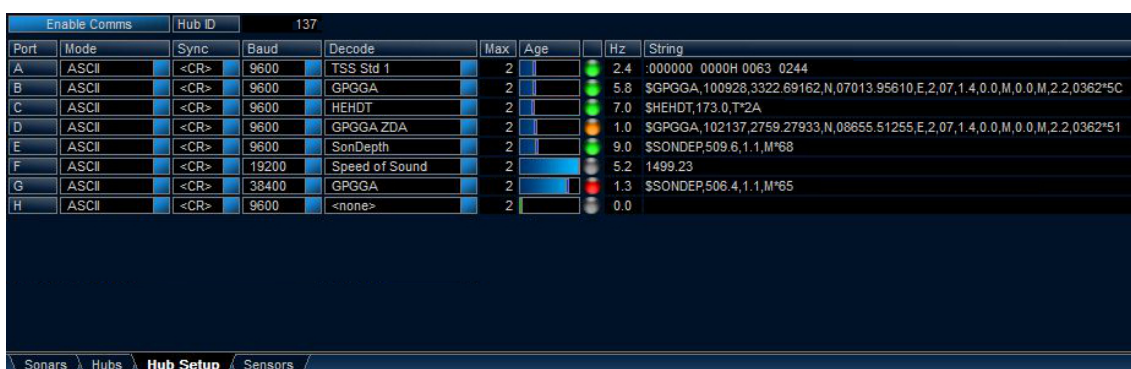 Enable Comms Hub ID 137
Port Mode Sync Baud Decode Max Age Hz String
A ASCII <CR> 9600 TSS Std 1 2 2.4 :000000 0000H 0063 0244
B ASCII <CR> 9600 GPGGA 2 5.8 $GPGGA,100928,3322.69162,N,07013.95610,E,2,07,1.4,0.0,M,0.0,M,2.2,0362*5C
C ASCII <CR> 9600 HEHDT 2 7.0 $HEHDT,173.0,T*2A
D ASCII <CR> 9600 GPGGA ZDA 2 1.0 $GPGGA,102137,2759.27933,N,08655.51255,E,2,07,1.4,0.0,M,0.0,M,2.2,0362*51
E ASCII <CR> 9600 SonDepth 2 9.0 $SONDEP,509.6,1.1,M*68
F ASCII <CR> 19200 Speed of Sound 2 5.2 1499.23
G ASCII <CR> 38400 GPGGA 2 1.3 $SONDEP,506.4,1.1,M*65
H ASCII <CR> 9600 <none> 2 0.0
Sonars Hubs Hub Setup Sensors